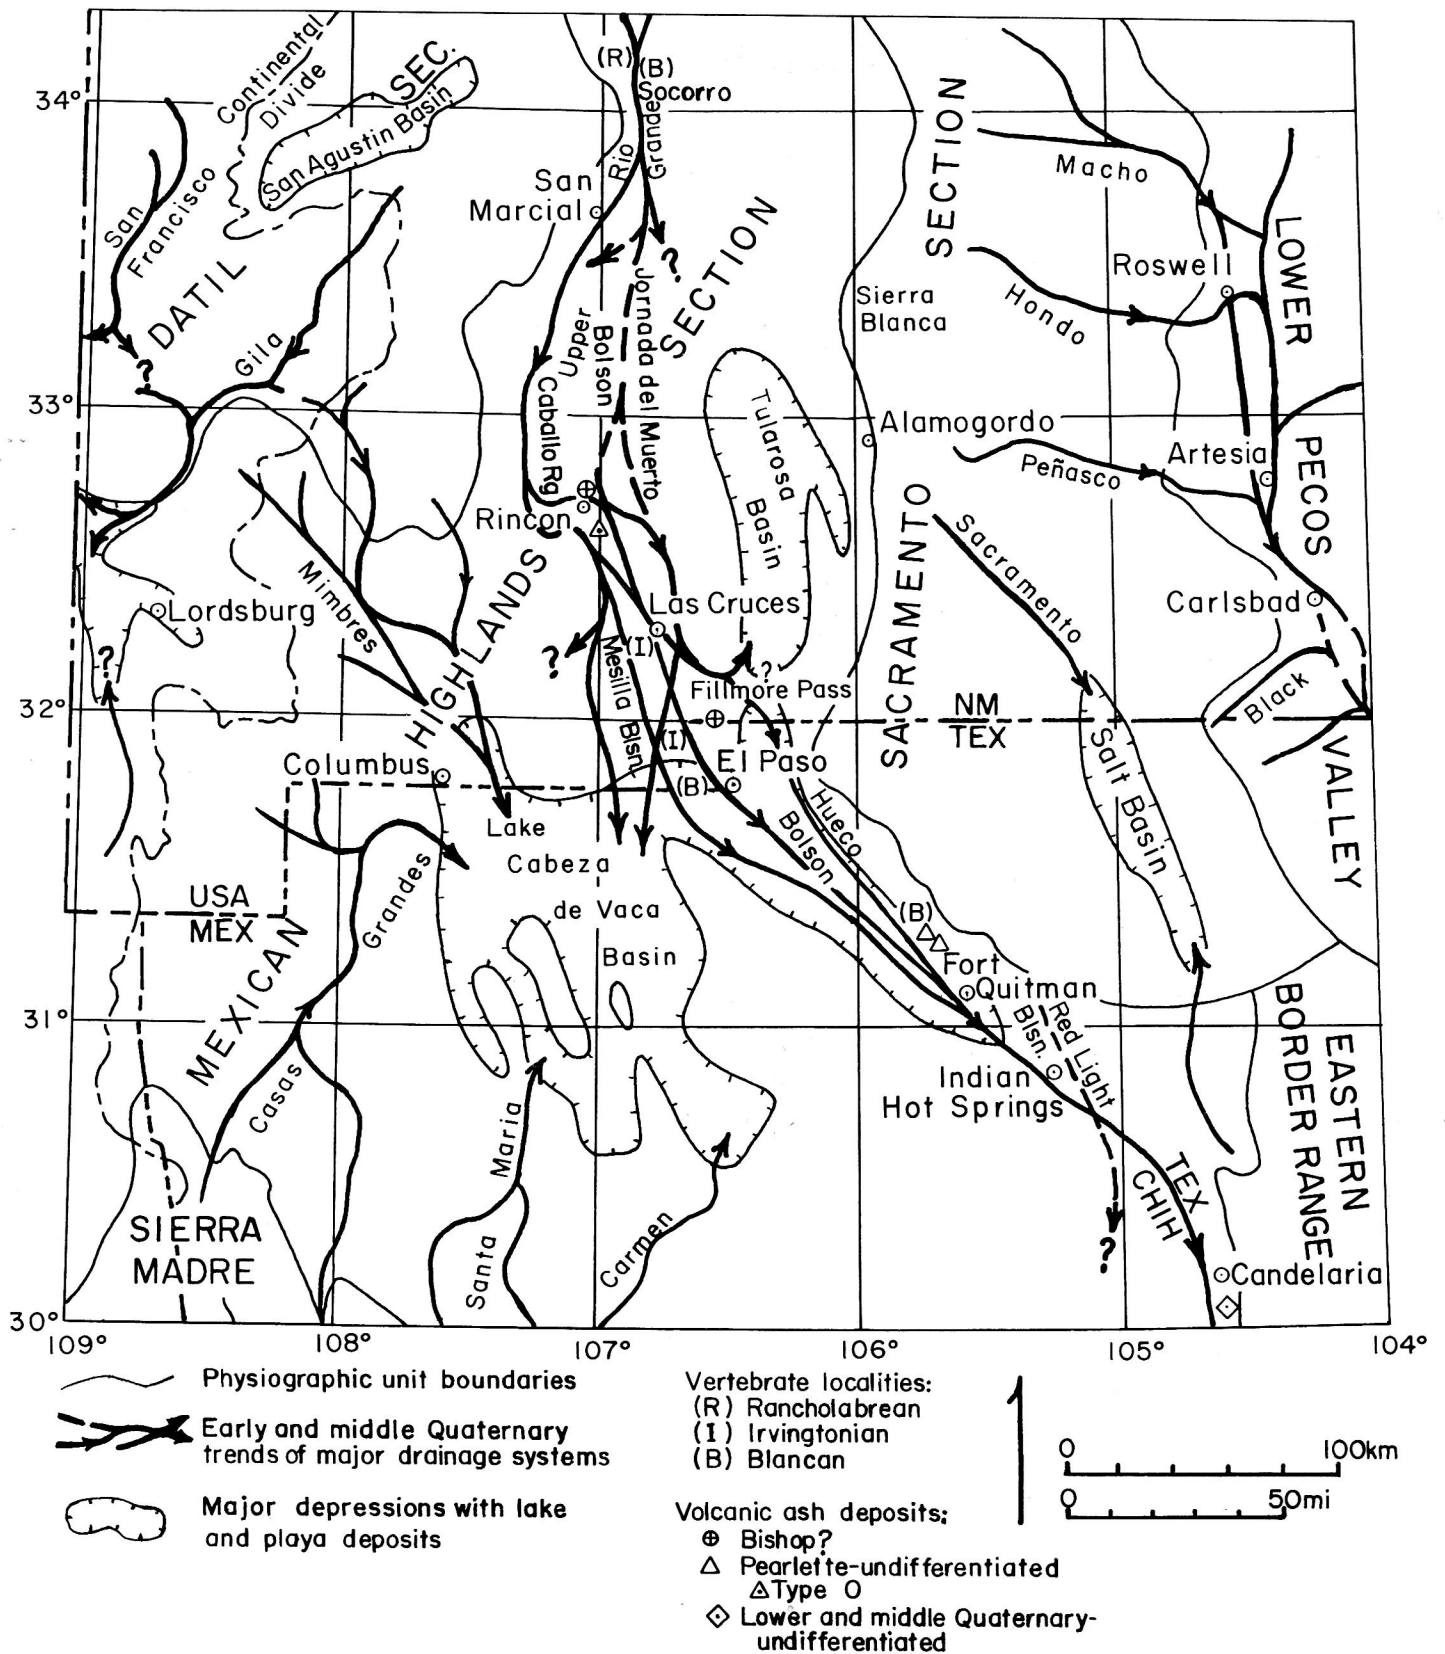 Continental
Divide
SEC.
San Agustin Basin
(R)
(B)
Socorro
Rio
Grande
34°
San
Francisco
DATIL
Gila
San
Marcial
?
?
SECTION
Upper
Bolson
Jornada del Muerto
Caballo Rg
SECTION
Macho
Roswell
Hondo
Sierra
Blanca
LOWER
33°
Tularosa
Basin
Alamogordo
Peñasco
Artesia
PECOS
Rincon
Mimbres
Lordsburg
?
HIGHLANDS
Las Cruces
?
(I)
Mesilla Blsn.
?
Fillmore Pass
SACRAMENTO
Sacramento
Carlsbad
Black
32°
NM
TEX
(I)
El Paso
(B)
Columbus
Salt Basin
VALLEY
Lake
Cabeza
de Vaca
Basin
Hueco
Bolson
Grandes
USA
MEX
MEXICAN
(B)
Fort
Quitman
31°
Red Light
Blsn.
Indian
Hot Springs
EASTERN
BORDER RANGE
Casas
Maria
Santa
Carmen
TEX
CHIH
?
SIERRA
MADRE
Candelaria
30°
109°
108°
107°
106°
105°
104°
Physiographic unit boundaries
Early and middle Quaternary
trends of major drainage systems
Major depressions with lake
and playa deposits
Vertebrate localities:
(R) Rancholabrean
(I) Irvingtonian
(B) Blancan
Volcanic ash deposits:
Bishop?
Pearlette-undifferentiated
Type O
Lower and middle Quaternary-
undifferentiated
0 100km
0 50mi